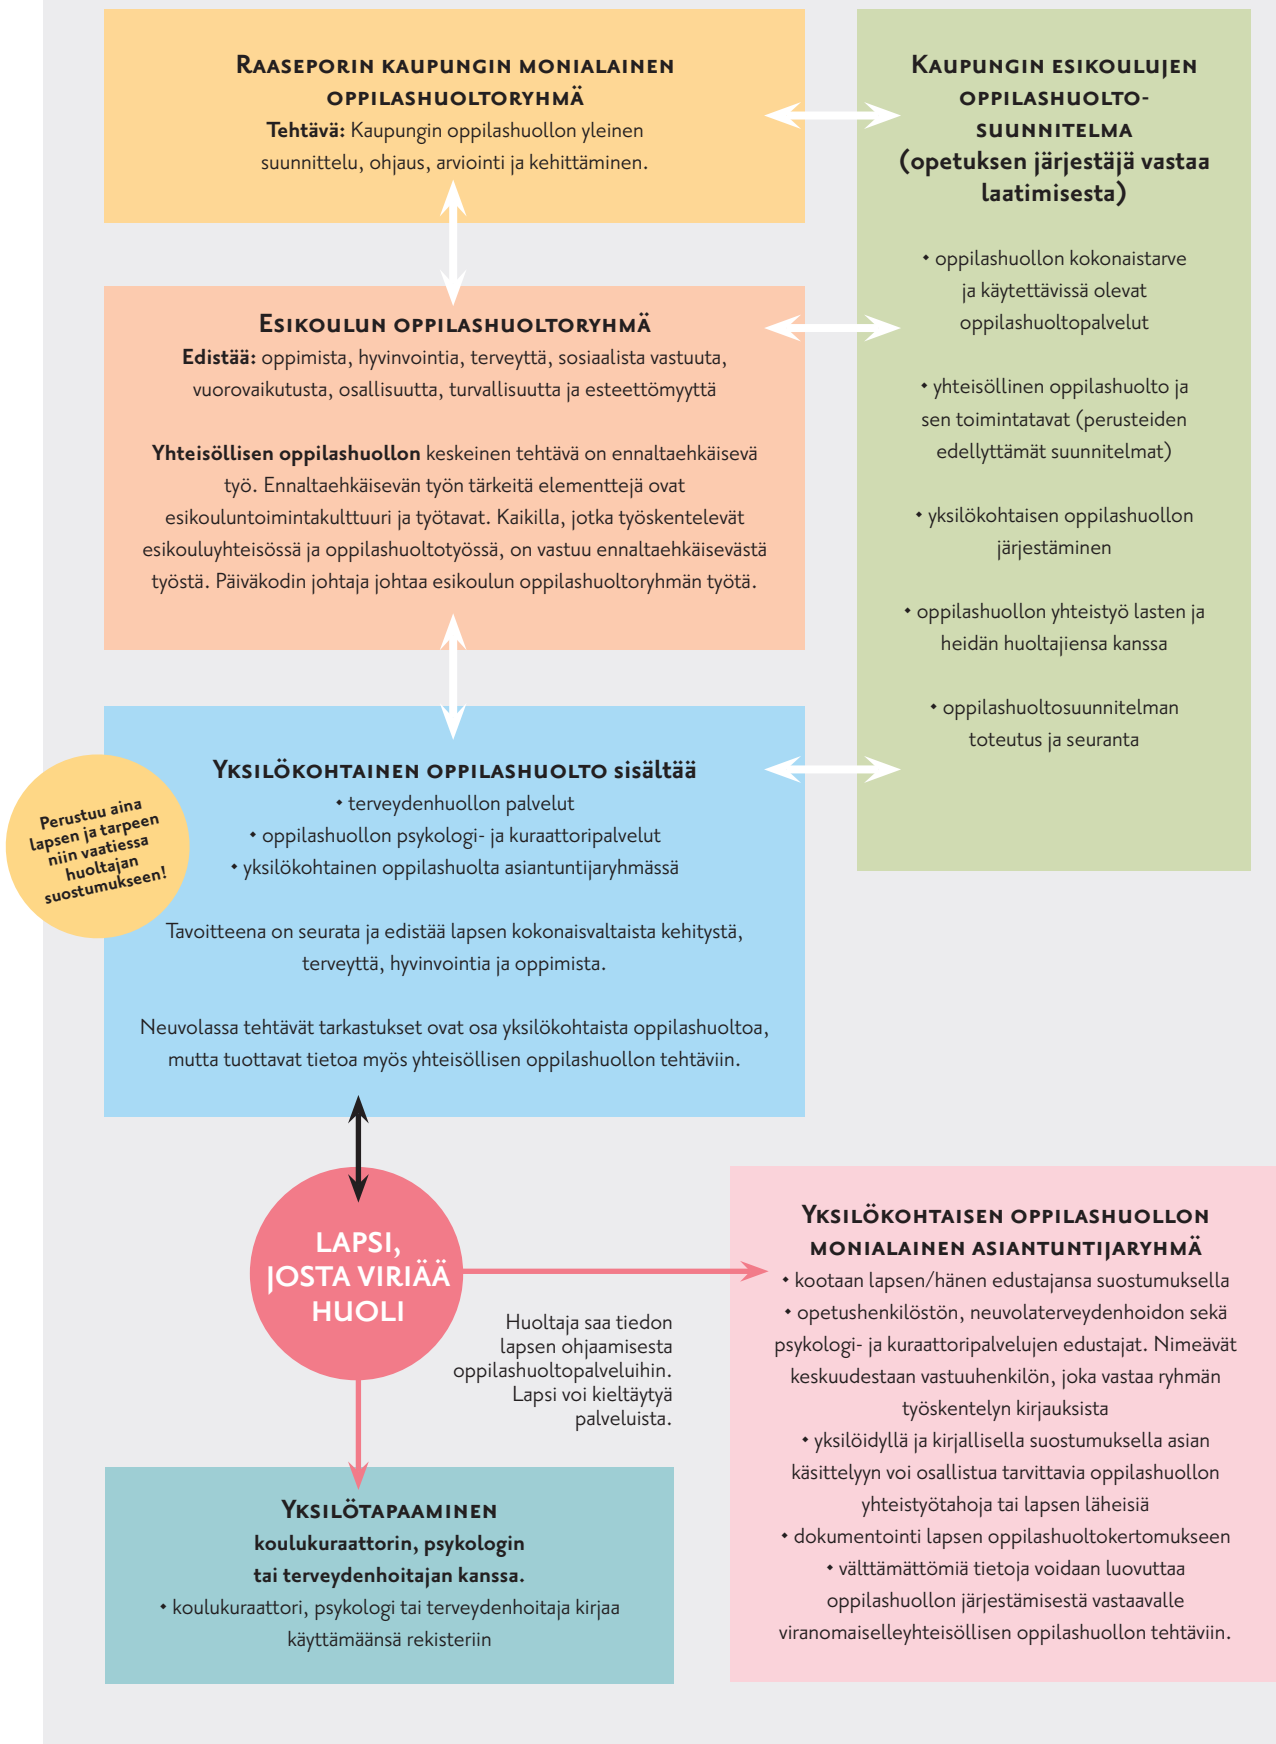 Raaseporin kaupungin monialainen
oppilashuoltoryhmä
Tehtävä: Kaupungin oppilashuollon yleinen
suunnittelu, ohjaus, arviointi ja kehittäminen.
Kaupungin esikoulujen
oppilashuolto-
suunnitelma
(opetuksen järjestäjä vastaa
laatimisesta)
• oppilashuollon kokonaistarve
ja käytettävissä olevat
oppilashuoltopalvelut
• yhteisöllinen oppilashuolto ja
sen toimintatavat (perusteiden
edellyttämät suunnitelmat)
• yksilökohtaisen oppilashuollon
järjestäminen
• oppilashuollon yhteistyö lasten ja
heidän huoltajiensa kanssa
• oppilashuoltosuunnitelman
toteutus ja seuranta
Esikoulun oppilashuoltoryhmä
Edistää: oppimista, hyvinvointia, terveyttä, sosiaalista vastuuta,
vuorovaikutusta, osallisuutta, turvallisuutta ja esteettömyyttä
Yhteisöllisen oppilashuollon keskeinen tehtävä on ennaltaehkäisevä
työ. Ennaltaehkäisevän työn tärkeitä elementtejä ovat
esikouluntoimintakulttuuri ja työtavat. Kaikilla, jotka työskentelevät
esikouluyhteisössä ja oppilashuoltotyössä, on vastuu ennaltaehkäisevästä
työstä. Päiväkodin johtaja johtaa esikoulun oppilashuoltoryhmän työtä.
Yksilökohtainen oppilashuolto sisältää
• terveydenhuollon palvelut
• oppilashuollon psykologi- ja kuraattoripalvelut
• yksilökohtainen oppilashuolta asiantuntijaryhmässä
Tavoitteena on seurata ja edistää lapsen kokonaisvaltaista kehitystä,
terveyttä, hyvinvointia ja oppimista.
Neuvolassa tehtävät tarkastukset ovat osa yksilökohtaista oppilashuoltoa,
mutta tuottavat tietoa myös yhteisöllisen oppilashuollon tehtäviin.
Perustuu aina
lapsen ja tarpeen
niin vaatiessa
huoltajan
suostumukseen!
LAPSI,
JOSTA VIRIÄÄ
HUOLI
Huoltaja saa tiedon
lapsen ohjaamisesta
oppilashuoltopalveluihin.
Lapsi voi kieltäytyä
palveluista.
Yksilökohtaisen oppilashuollon
monialainen asiantuntijaryhmä
• kootaan lapsen/hänen edustajansa suostumuksella
• opetushenkilöstön, neuvolaterveydenhoidon sekä
psykologi- ja kuraattoripalvelujen edustajat. Nimeävät
keskuudestaan vastuuhenkilön, joka vastaa ryhmän
työskentelyn kirjauksista
• yksilöidyllä ja kirjallisella suostumuksella asian
käsittelyyn voi osallistua tarvittavia oppilashuollon
yhteistyötahoja tai lapsen läheisiä
• dokumentointi lapsen oppilashuoltokertomukseen
• välttämättömiä tietoja voidaan luovuttaa
oppilashuollon järjestämisestä vastaavalle
viranomaiselleyhteisöllisen oppilashuollon tehtäviin.
Yksilötapaaminen
koulukuraattorin, psykologin
tai terveydenhoitajan kanssa.
• koulukuraattori, psykologi tai terveydenhoitaja kirjaa
käyttämäänsä rekisteriin